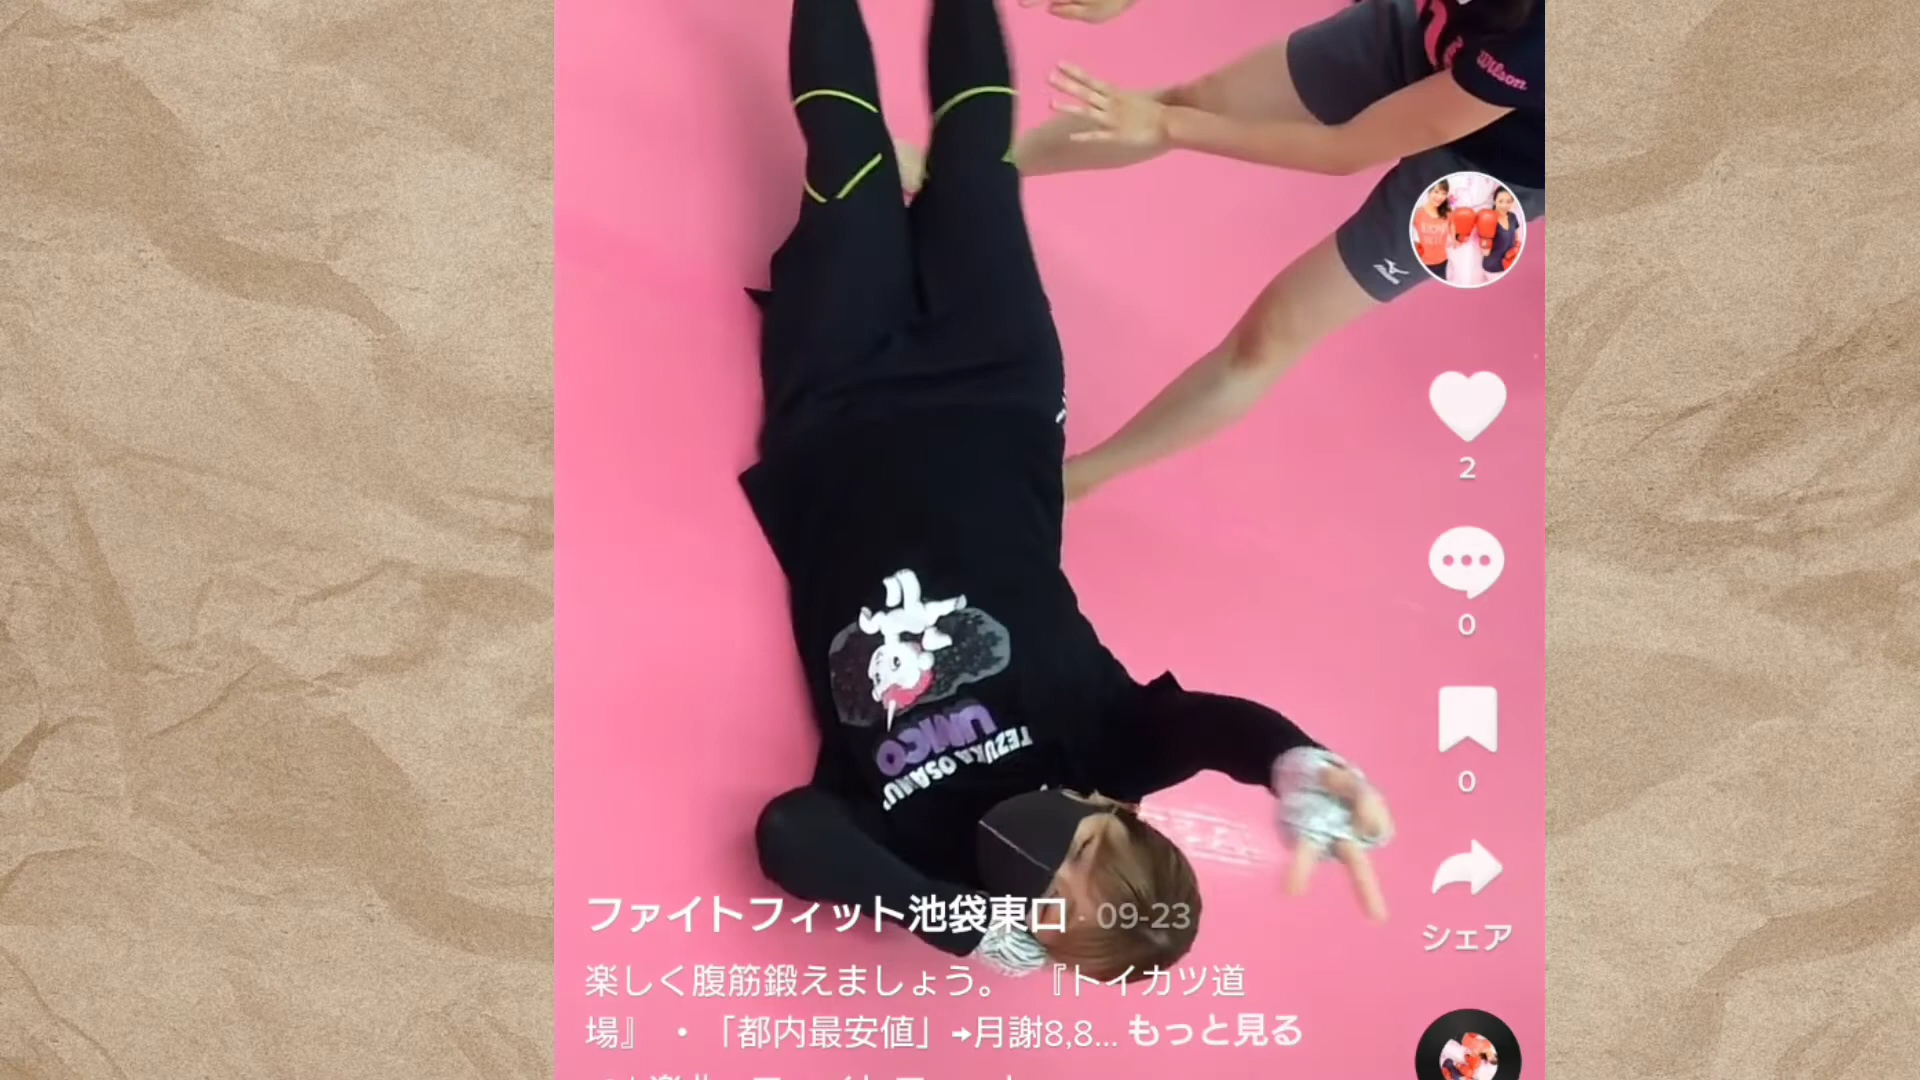 Wilson
2
0
UNICO
TEZUKA OSAMU
0
シェア
ファイトフィット池袋東口 · 09-23
楽しく腹筋鍛えましょう。 『トイカツ道
場』 ・「都内最安値」➔月謝8,8... もっと見る